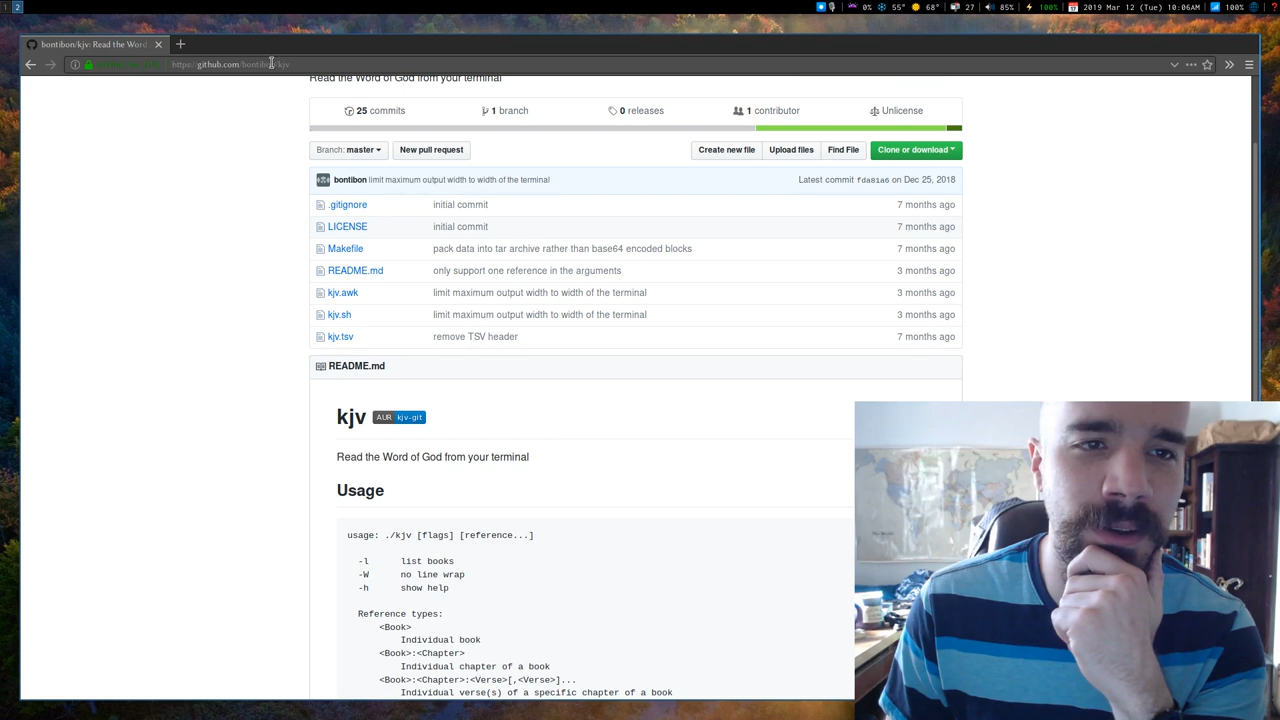 1 2 0% 55° 68° 27 85% 100% 2019 Mar 12 (Tue) 10:06AM 100%
bontibon/kjv: Read the Word
https://github.com/bontibon/kjv
Read the Word of God from your terminal
25 commits 1 branch 0 releases 1 contributor Unlicense
Branch: master New pull request Create new file Upload files Find File Clone or download
bontibon limit maximum output width to width of the terminal Latest commit fda81a6 on Dec 25, 2018
.gitignore initial commit 7 months ago
LICENSE initial commit 7 months ago
Makefile pack data into tar archive rather than base64 encoded blocks 7 months ago
README.md only support one reference in the arguments 3 months ago
kjv.awk limit maximum output width to width of the terminal 3 months ago
kjv.sh limit maximum output width to width of the terminal 3 months ago
kjv.tsv remove TSV header 7 months ago
README.md
kjv AUR kjv-git
Read the Word of God from your terminal
Usage
usage: ./kjv [flags] [reference...]
-l list books
-W no line wrap
-h show help
Reference types:
<Book>
Individual book
<Book>:<Chapter>
Individual chapter of a book
<Book>:<Chapter>:<Verse>[,<Verse>]...
Individual verse(s) of a specific chapter of a book